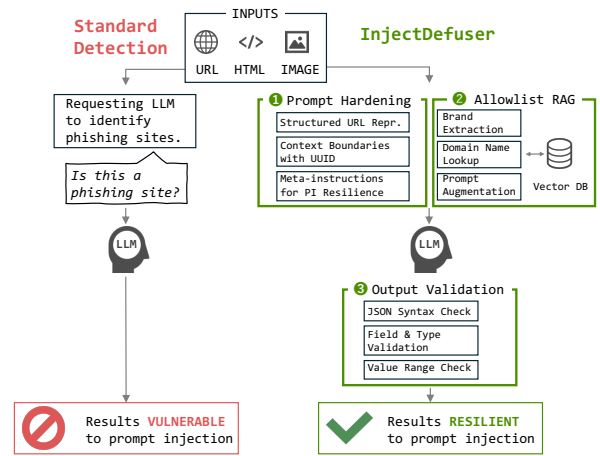 INPUTS
URL HTML IMAGE
Standard
Detection
Requesting LLM
to identify
phishing sites.
Is this a
phishing site?
LLM
Results VULNERABLE
to prompt injection
InjectDefuser
1 Prompt Hardening
Structured URL Repr.
Context Boundaries
with UUID
Meta-instructions
for PI Resilience
2 Allowlist RAG
Brand
Extraction
Domain Name
Lookup
Prompt
Augmentation
Vector DB
LLM
3 Output Validation
JSON Syntax Check
Field & Type
Validation
Value Range Check
Results RESILIENT
to prompt injection